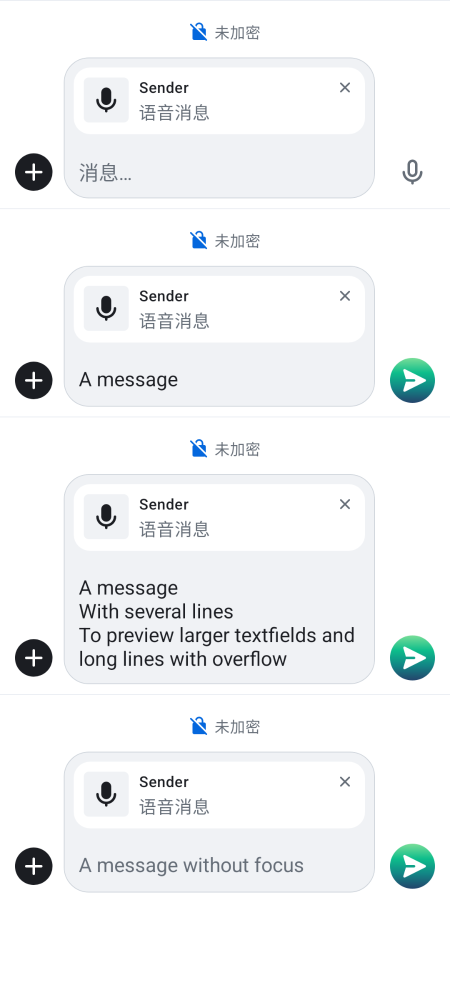 未加密
Sender
语音消息
消息...
未加密
Sender
语音消息
A message
未加密
Sender
语音消息
A message
With several lines
To preview larger textfields and
long lines with overflow
未加密
Sender
语音消息
A message without focus